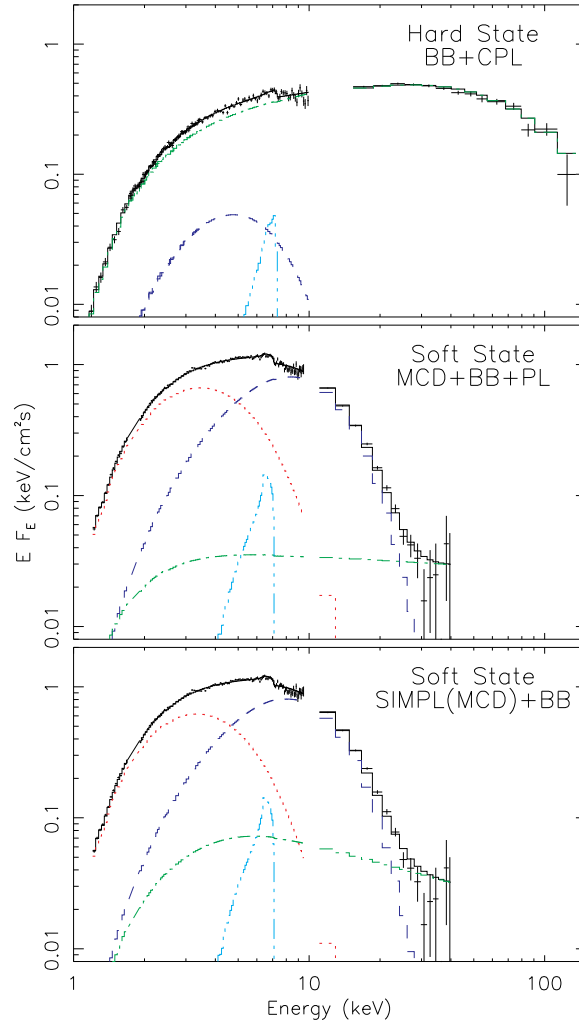 Hard State
BB+CPL
1
0.1
0.01
Soft State
MCD+BB+PL
1
0.1
0.01
E F_E (keV/cm²s)
Soft State
SIMPL(MCD)+BB
1
0.1
0.01
1 10 100
Energy (keV)